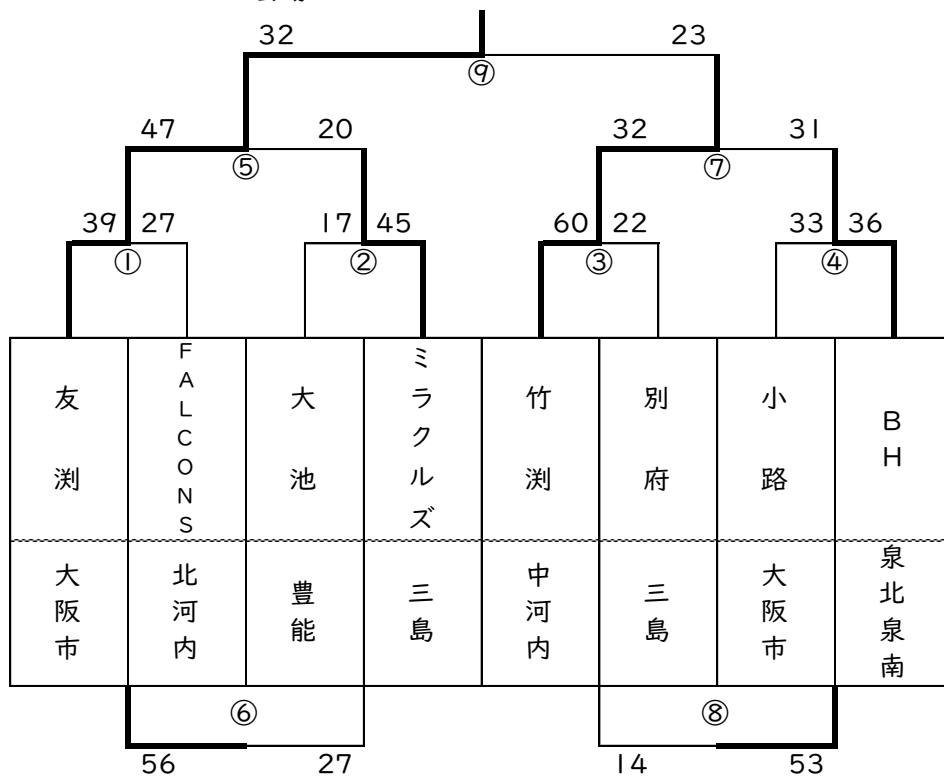 32 23
⑨
47 20 32 31
⑤ ⑦
39 27 17 45 60 22 33 36
① ② ③ ④
友渕
FALCONS
大池
ミラクルズ
竹渕
別府
小路
BH
大阪市
北河内
豊能
三島
中河内
三島
大阪市
泉北泉南
⑥ ⑧
56 27 14 53